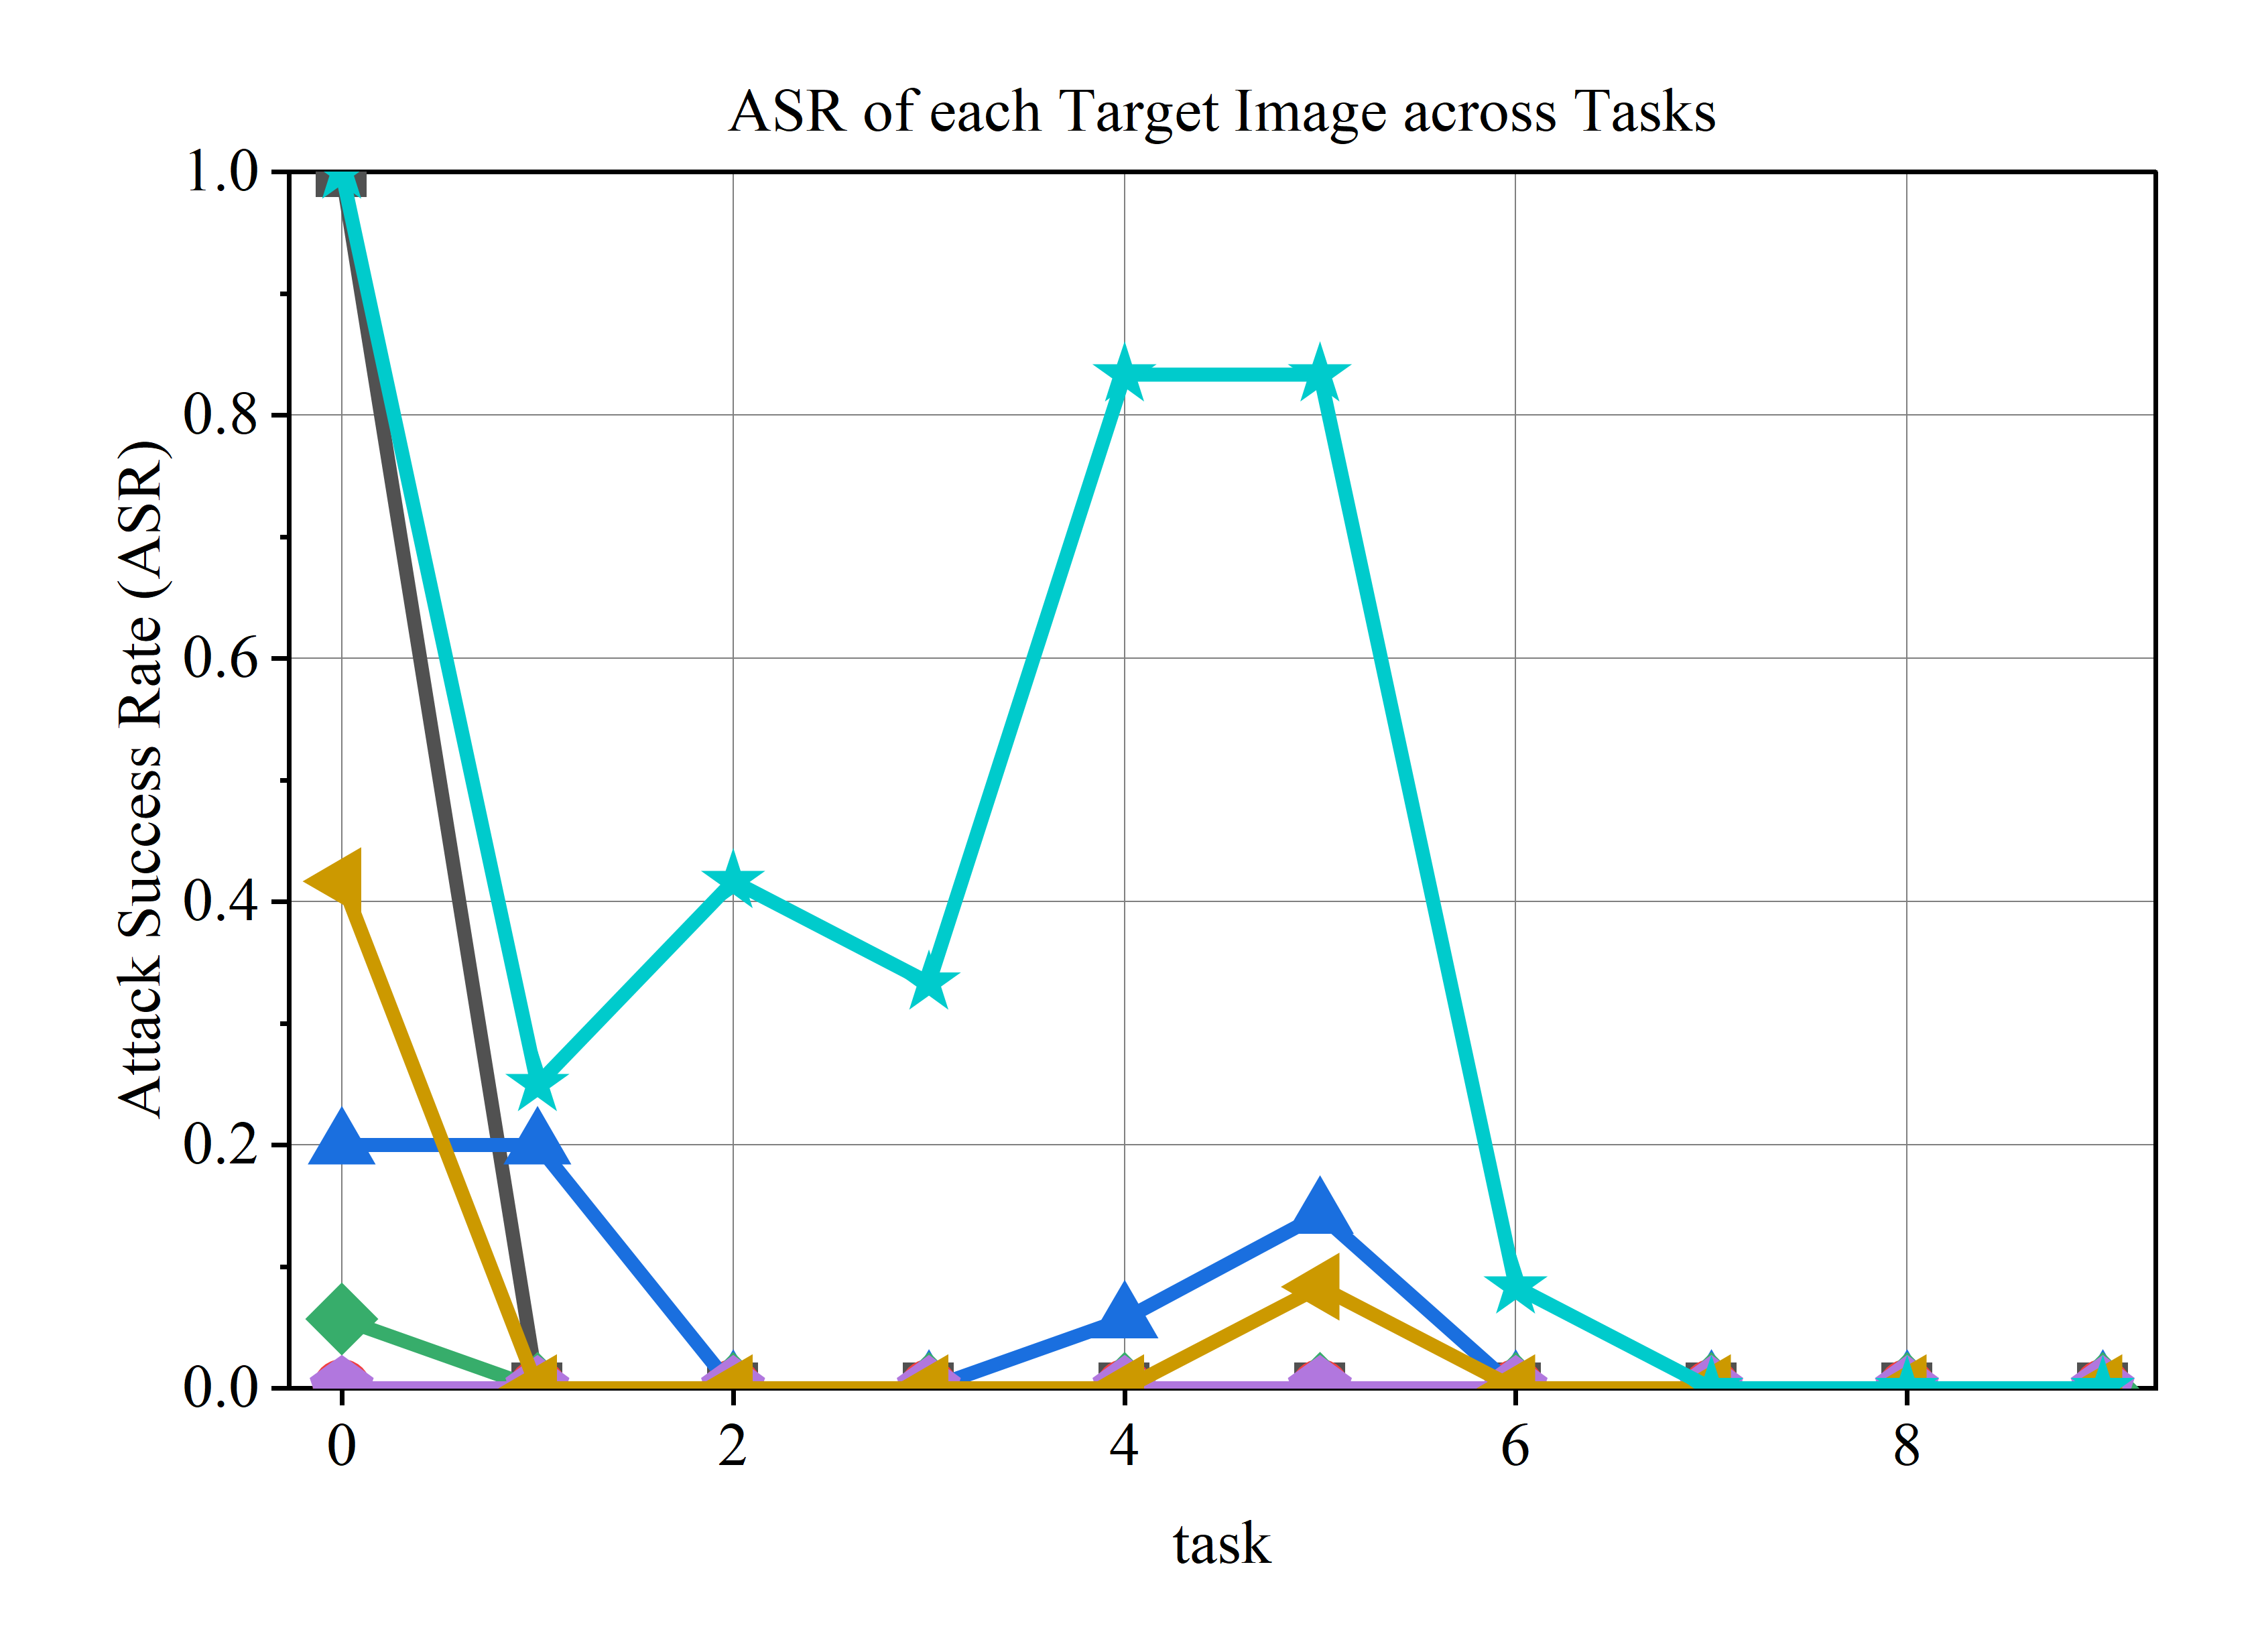 ASR of each Target Image across Tasks
1.0
0.8
0.6
0.4
0.2
0.0
Attack Success Rate (ASR)
0 2 4 6 8
task